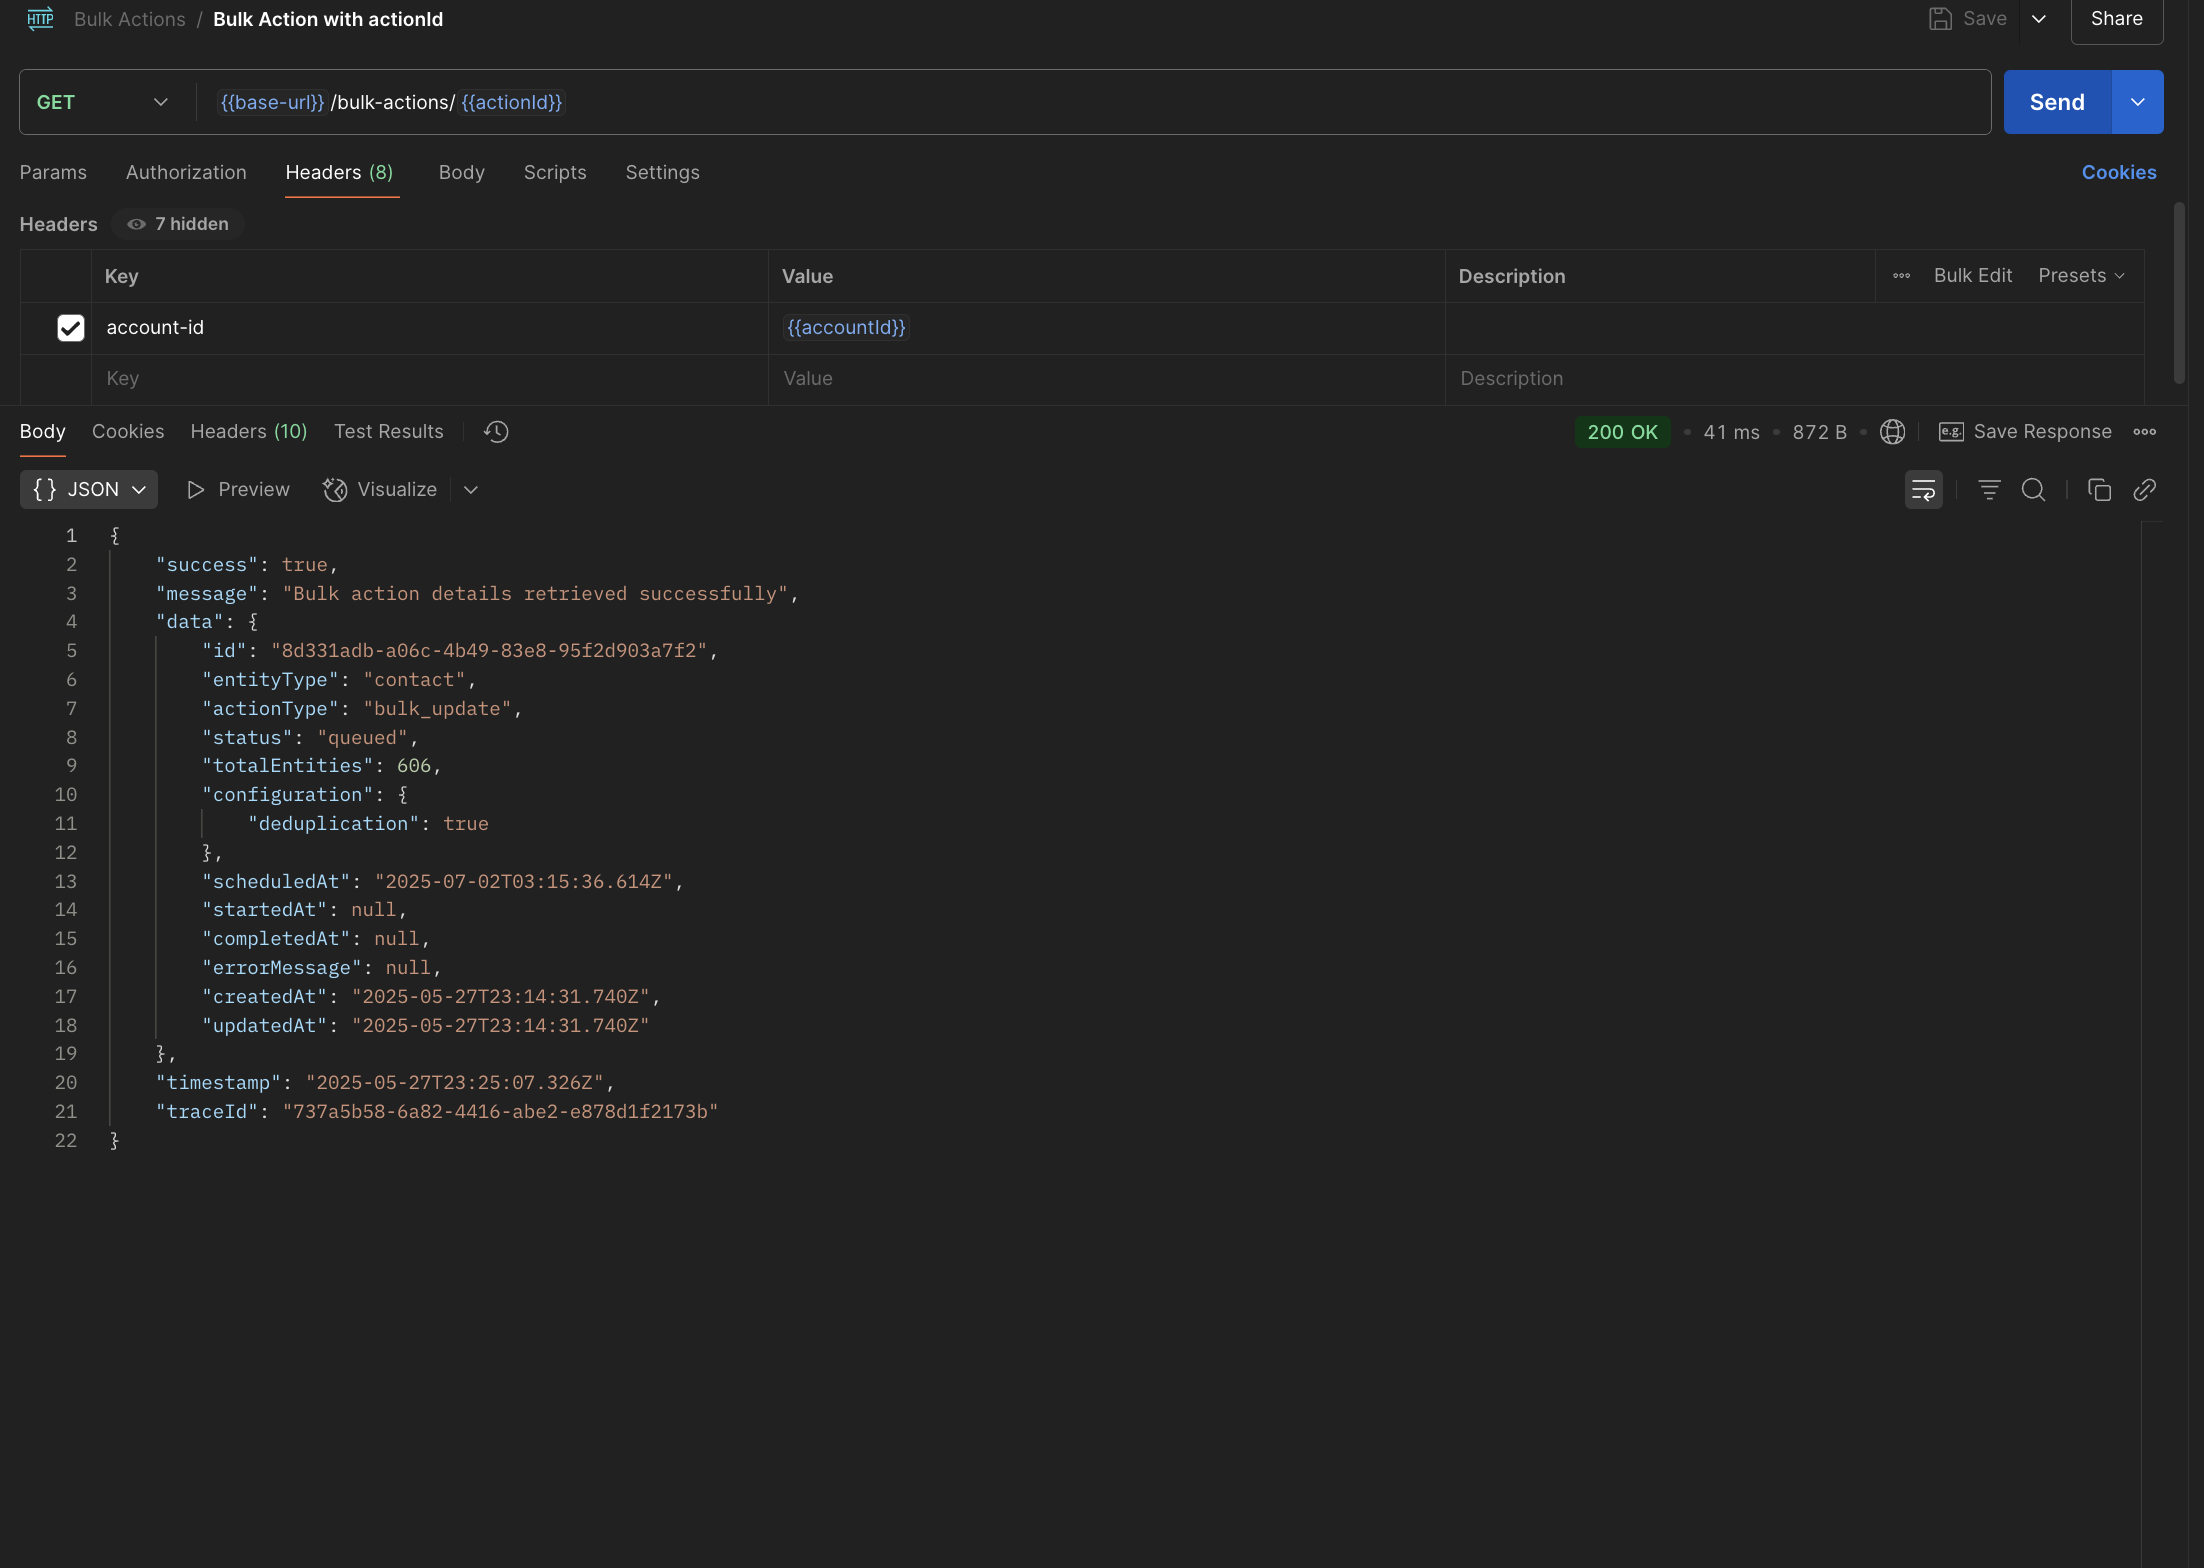 HTTP Bulk Actions / Bulk Action with actionId Save Share
GET {{base-url}}/bulk-actions/{{actionId}} Send
Params Authorization Headers (8) Body Scripts Settings Cookies
Headers 7 hidden
Key Value Description Bulk Edit Presets
account-id {{accountId}}
Key Value Description
Body Cookies Headers (10) Test Results 200 OK 41 ms 872 B e.g. Save Response
{} JSON Preview Visualize
1 {
2 "success": true,
3 "message": "Bulk action details retrieved successfully",
4 "data": {
5 "id": "8d331adb-a06c-4b49-83e8-95f2d903a7f2",
6 "entityType": "contact",
7 "actionType": "bulk_update",
8 "status": "queued",
9 "totalEntities": 606,
10 "configuration": {
11 "deduplication": true
12 },
13 "scheduledAt": "2025-07-02T03:15:36.614Z",
14 "startedAt": null,
15 "completedAt": null,
16 "errorMessage": null,
17 "createdAt": "2025-05-27T23:14:31.740Z",
18 "updatedAt": "2025-05-27T23:14:31.740Z"
19 },
20 "timestamp": "2025-05-27T23:25:07.326Z",
21 "traceId": "737a5b58-6a82-4416-abe2-e878d1f2173b"
22 }